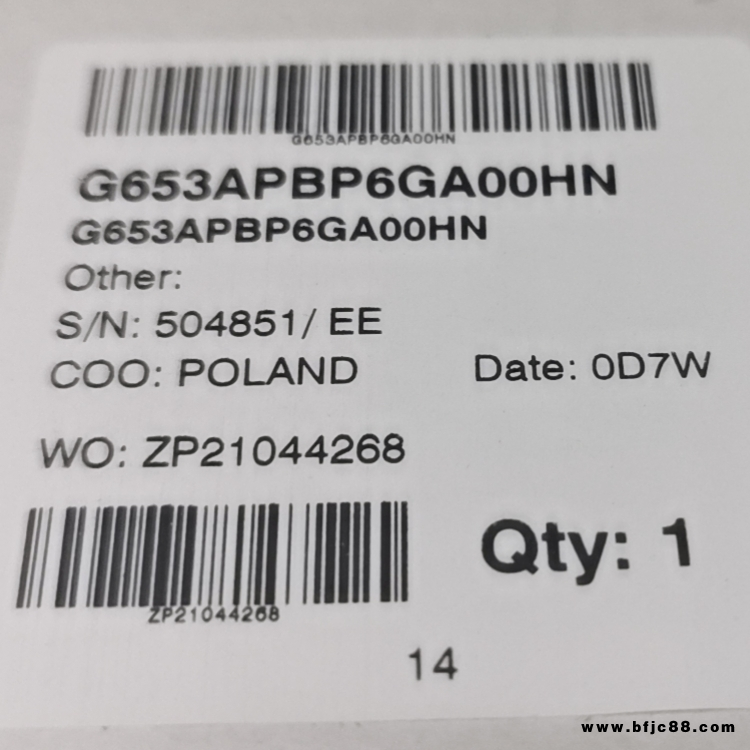 G653APBP6GA00HN
G653APBP6GA00HN
G653APBP6GA00HN
Other:
S/N: 504851/ EE
COO: POLAND Date: 0D7W
WO: ZP21044268
Qty: 1
ZP21044268
14
www.bfjc88.com